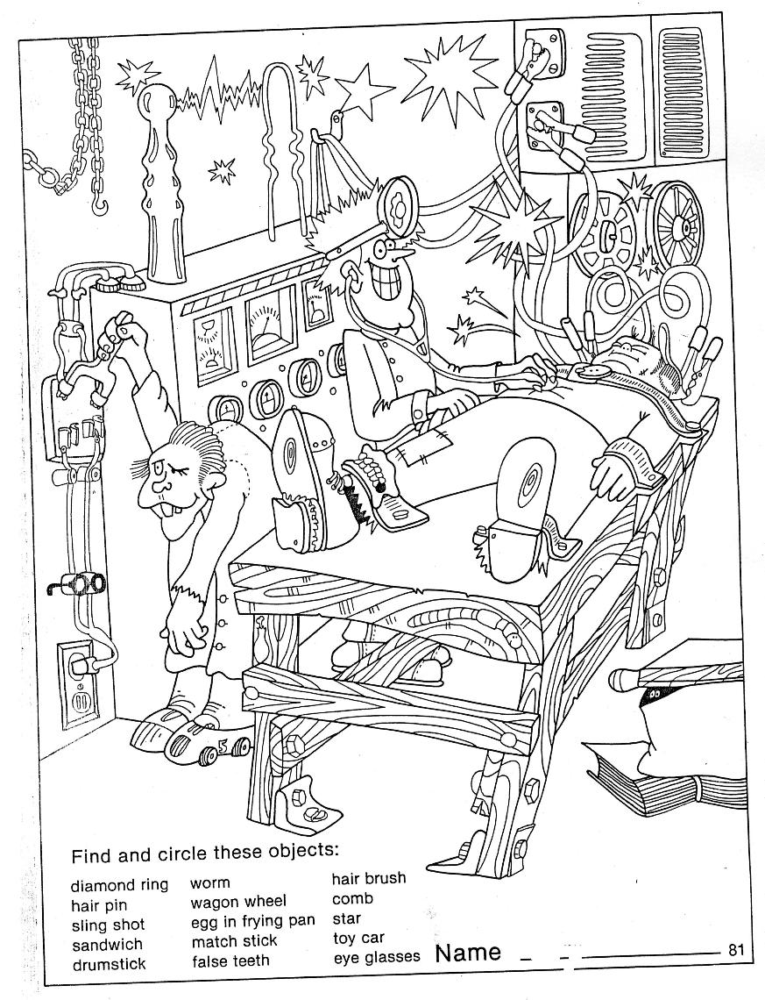 5
Find and circle these objects:
diamond ring
hair pin
sling shot
sandwich
drumstick
worm
wagon wheel
egg in frying pan
match stick
false teeth
hair brush
comb
star
toy car
eye glasses
Name
81